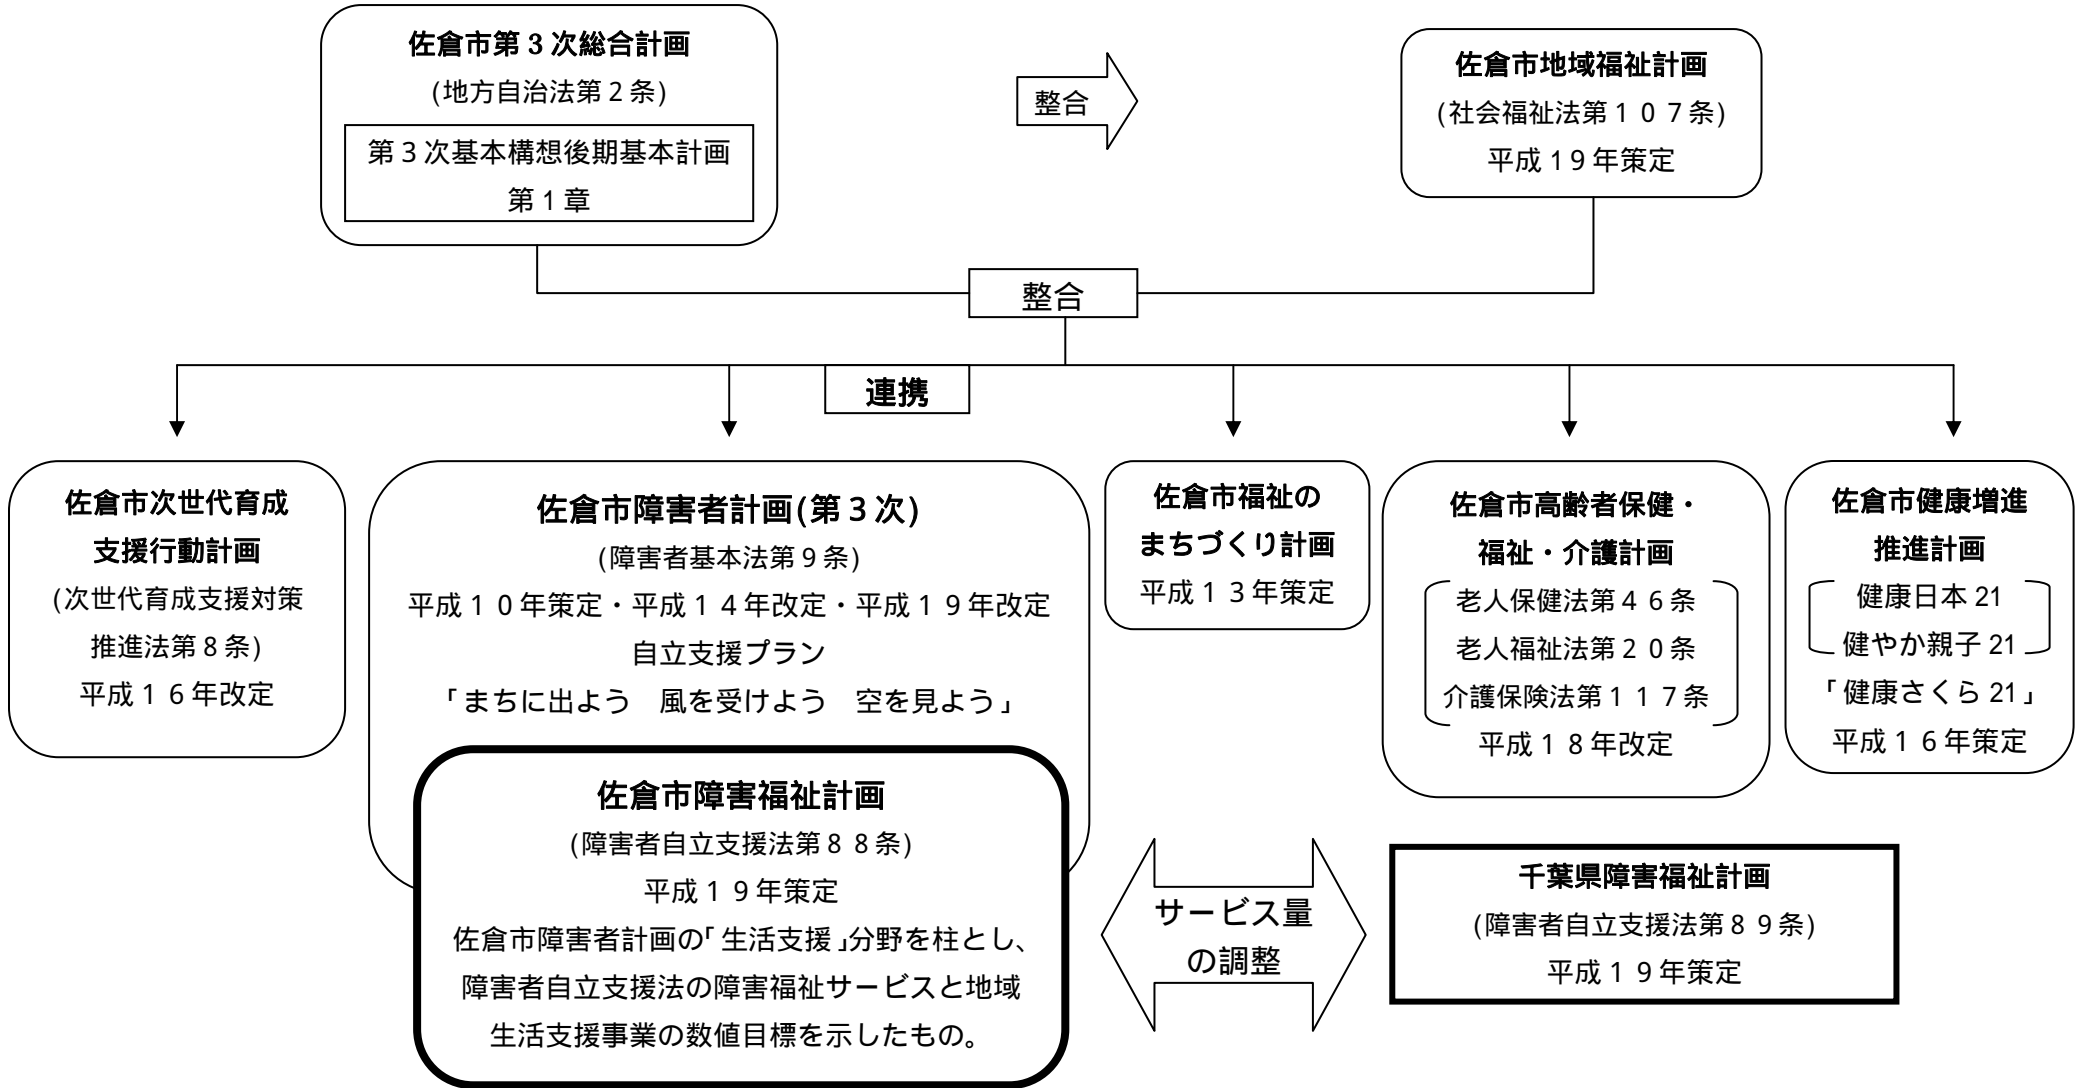 佐倉市第3次総合計画
(地方自治法第2条)
第3次基本構想後期基本計画
第1章
整合
佐倉市地域福祉計画
(社会福祉法第107条)
平成19年策定
整合
連携
佐倉市次世代育成
支援行動計画
(次世代育成支援対策
推進法第8条)
平成16年改定
佐倉市障害者計画(第3次)
(障害者基本法第9条)
平成10年策定・平成14年改定・平成19年改定
自立支援プラン
「まちに出よう　風を受けよう　空を見よう」
佐倉市障害福祉計画
(障害者自立支援法第88条)
平成19年策定
佐倉市障害者計画の「生活支援」分野を柱とし、
障害者自立支援法の障害福祉サービスと地域
生活支援事業の数値目標を示したもの。
佐倉市福祉の
まちづくり計画
平成13年策定
佐倉市高齢者保健・
福祉・介護計画
老人保健法第46条
老人福祉法第20条
介護保険法第117条
平成18年改定
佐倉市健康増進
推進計画
健康日本21
健やか親子21
「健康さくら21」
平成16年策定
サービス量
の調整
千葉県障害福祉計画
(障害者自立支援法第89条)
平成19年策定